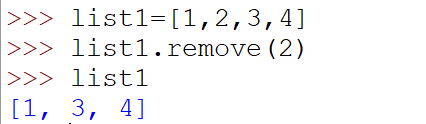 >>> list1=[1,2,3,4]
>>> list1.remove(2)
>>> list1
[1, 3, 4]